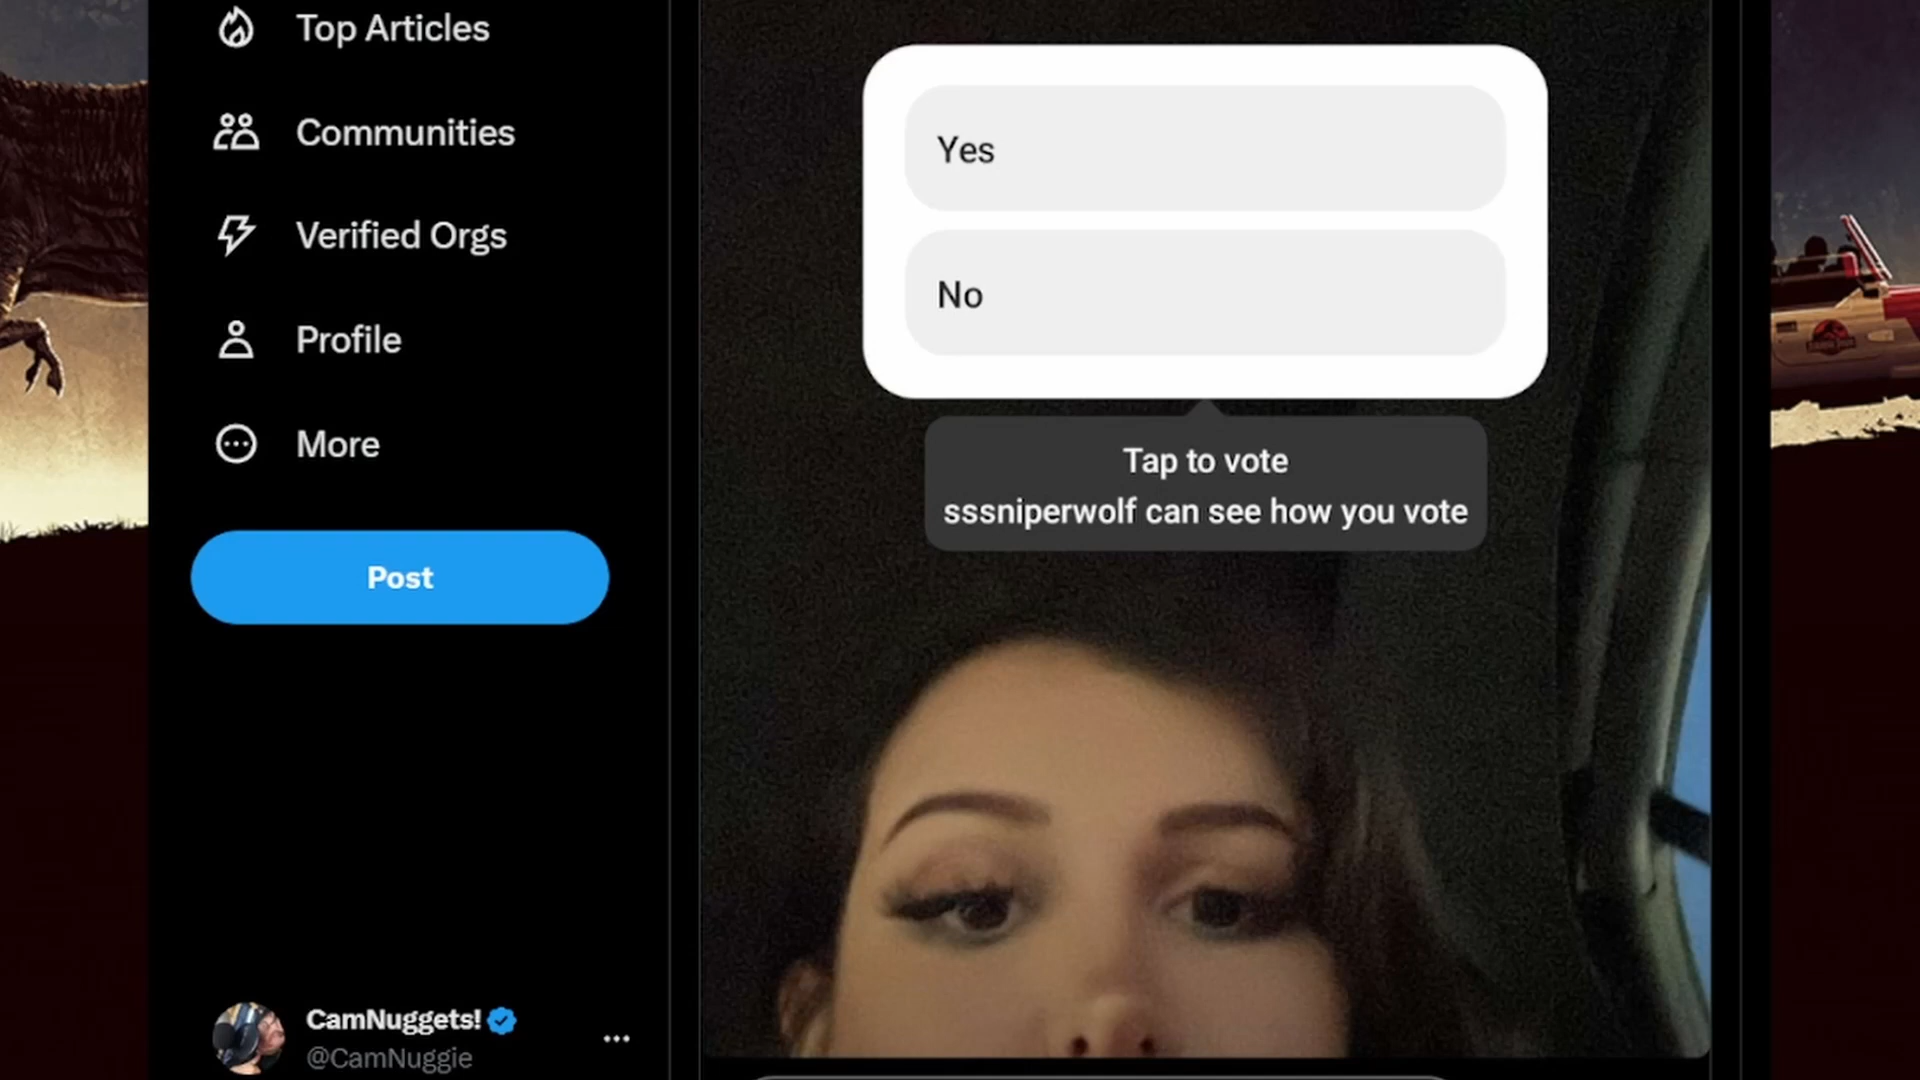 Top Articles
Communities
Verified Orgs
Profile
More
Post
CamNuggets!
@CamNuggie
Yes
No
Tap to vote
sssniperwolf can see how you vote